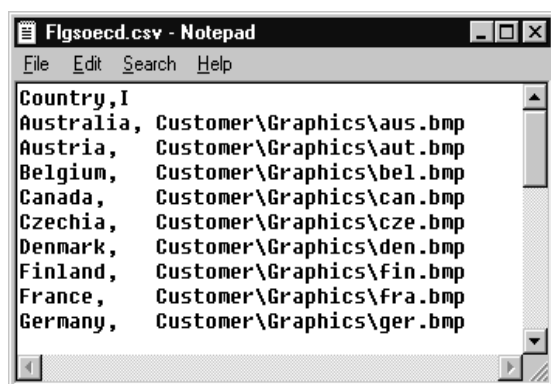 Flgsoecd.csv - Notepad
File Edit Search Help
Country,I
Australia, Customer\Graphics\aus.bmp
Austria, Customer\Graphics\aut.bmp
Belgium, Customer\Graphics\bel.bmp
Canada, Customer\Graphics\can.bmp
Czechia, Customer\Graphics\cze.bmp
Denmark, Customer\Graphics\den.bmp
Finland, Customer\Graphics\fin.bmp
France, Customer\Graphics\fra.bmp
Germany, Customer\Graphics\ger.bmp